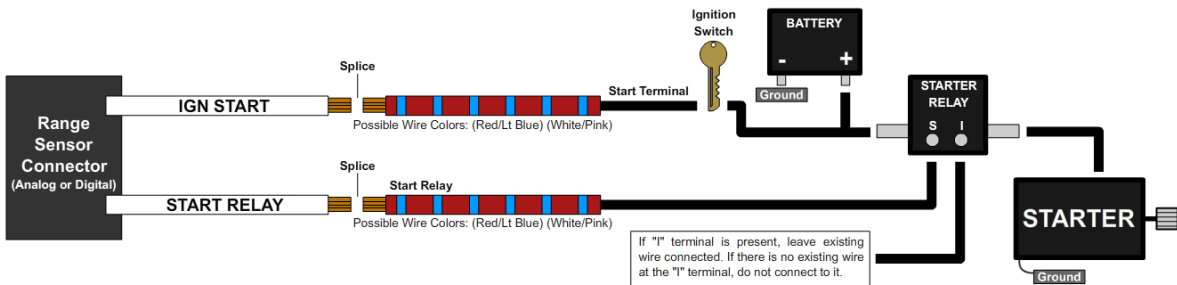 Range
Sensor
Connector
(Analog or Digital)
IGN START
Splice
Possible Wire Colors: (Red/Lt Blue) (White/Pink)
Start Terminal
Ignition
Switch
BATTERY
- +
Ground
STARTER
RELAY
S I
START RELAY
Splice
Start Relay
Possible Wire Colors: (Red/Lt Blue) (White/Pink)
If "I" terminal is present, leave existing
wire connected. If there is no existing wire
at the "I" terminal, do not connect to it.
STARTER
Ground